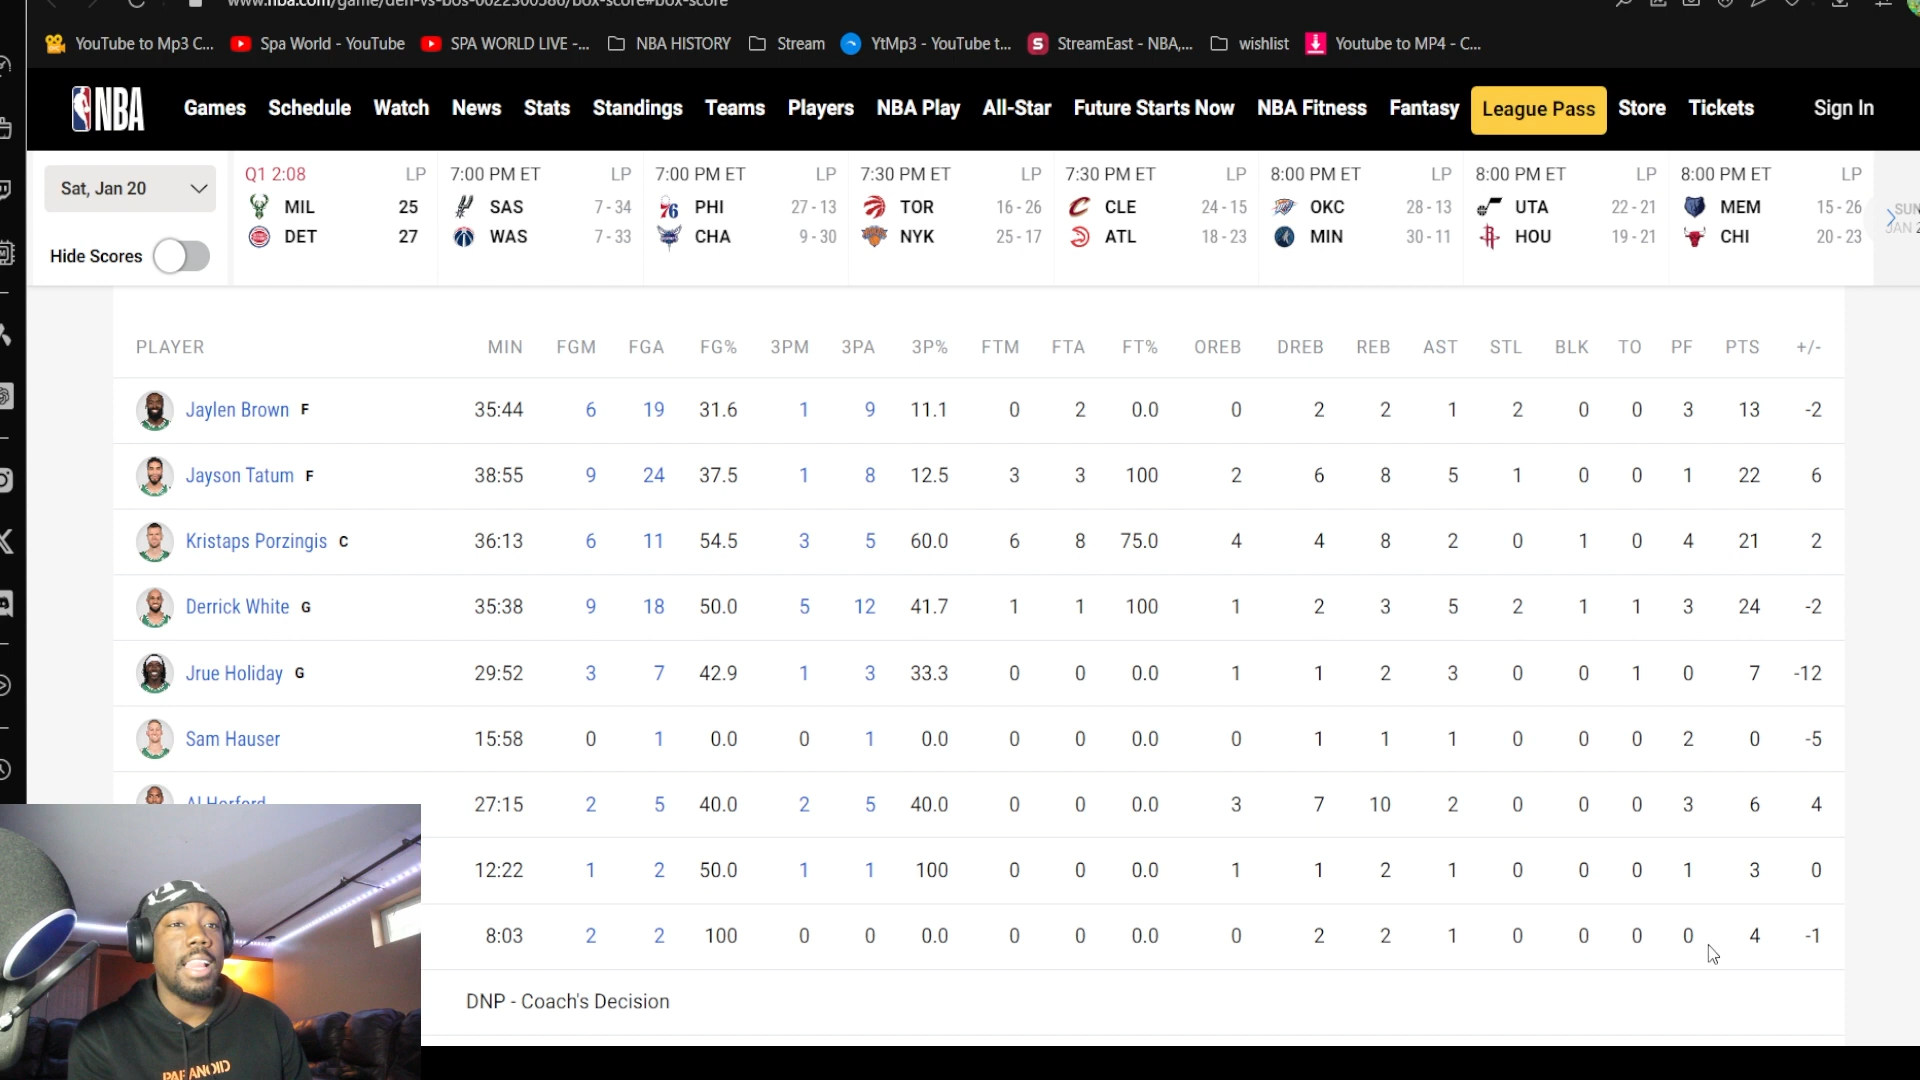 www.nba.com/game/den-vs-bos-0022300586/box-score#box-score
YouTube to Mp3 C... Spa World - YouTube SPA WORLD LIVE -... NBA HISTORY Stream YtMp3 - YouTube t... StreamEast - NBA,... wishlist Youtube to MP4 - C...
NBA Games Schedule Watch News Stats Standings Teams Players NBA Play All-Star Future Starts Now NBA Fitness Fantasy League Pass Store Tickets Sign In
Sat, Jan 20
Hide Scores
Q1 2:08 LP
MIL 25
DET 27
7:00 PM ET LP
SAS 7 - 34
WAS 7 - 33
7:00 PM ET LP
PHI 27 - 13
CHA 9 - 30
7:30 PM ET LP
TOR 16 - 26
NYK 25 - 17
7:30 PM ET LP
CLE 24 - 15
ATL 18 - 23
8:00 PM ET LP
OKC 28 - 13
MIN 30 - 11
8:00 PM ET LP
UTA 22 - 21
HOU 19 - 21
8:00 PM ET LP
MEM 15 - 26
CHI 20 - 23
SUN
JAN 2
PLAYER MIN FGM FGA FG% 3PM 3PA 3P% FTM FTA FT% OREB DREB REB AST STL BLK TO PF PTS +/-
Jaylen Brown F 35:44 6 19 31.6 1 9 11.1 0 2 0.0 0 2 2 1 2 0 0 3 13 -2
Jayson Tatum F 38:55 9 24 37.5 1 8 12.5 3 3 100 2 6 8 5 1 0 0 1 22 6
Kristaps Porzingis C 36:13 6 11 54.5 3 5 60.0 6 8 75.0 4 4 8 2 0 1 0 4 21 2
Derrick White G 35:38 9 18 50.0 5 12 41.7 1 1 100 1 2 3 5 2 1 1 3 24 -2
Jrue Holiday G 29:52 3 7 42.9 1 3 33.3 0 0 0.0 1 1 2 3 0 0 1 0 7 -12
Sam Hauser 15:58 0 1 0.0 0 1 0.0 0 0 0.0 0 1 1 1 0 0 0 2 0 -5
Al Horford 27:15 2 5 40.0 2 5 40.0 0 0 0.0 3 7 10 2 0 0 0 3 6 4
12:22 1 2 50.0 1 1 100 0 0 0.0 1 1 2 1 0 0 0 1 3 0
8:03 2 2 100 0 0 0.0 0 0 0.0 0 2 2 1 0 0 0 0 4 -1
DNP - Coach's Decision
PARANOID